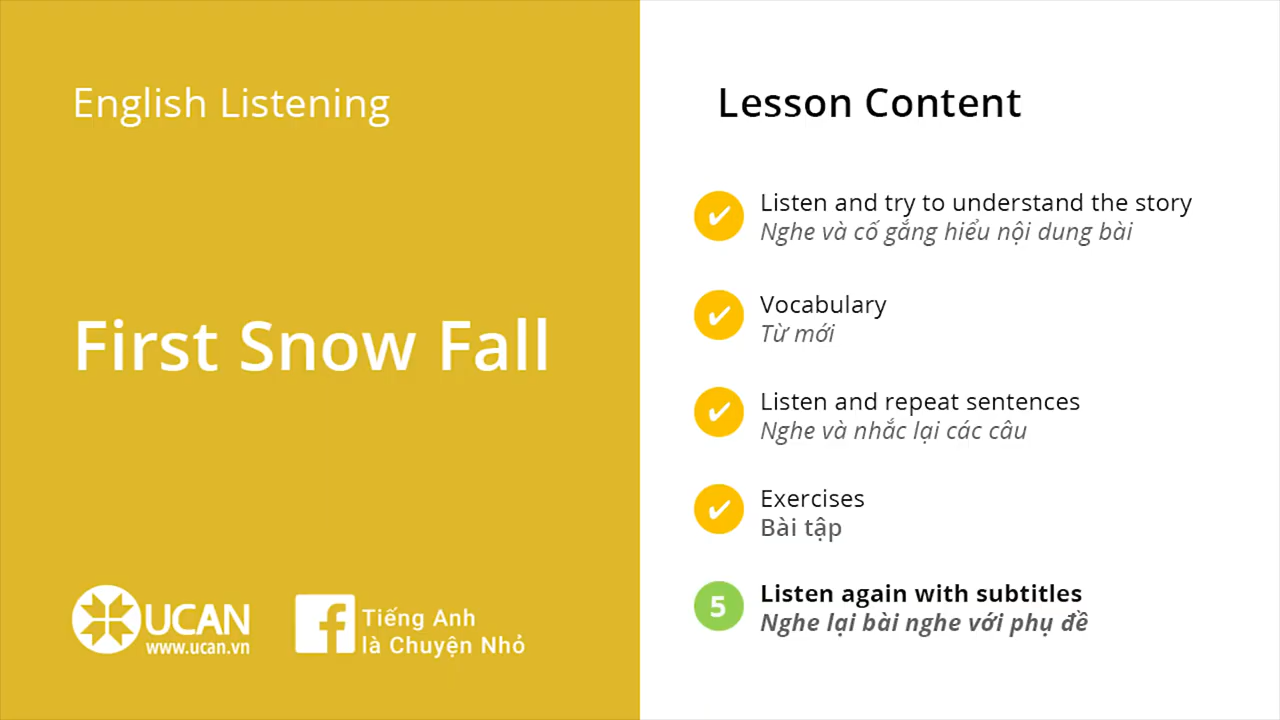 English Listening
First Snow Fall
UCAN
www.ucan.vn
f Tiếng Anh
là Chuyện Nhỏ
Lesson Content
Listen and try to understand the story
Nghe và cố gắng hiểu nội dung bài
Vocabulary
Từ mới
Listen and repeat sentences
Nghe và nhắc lại các câu
Exercises
Bài tập
5 Listen again with subtitles
Nghe lại bài nghe với phụ đề